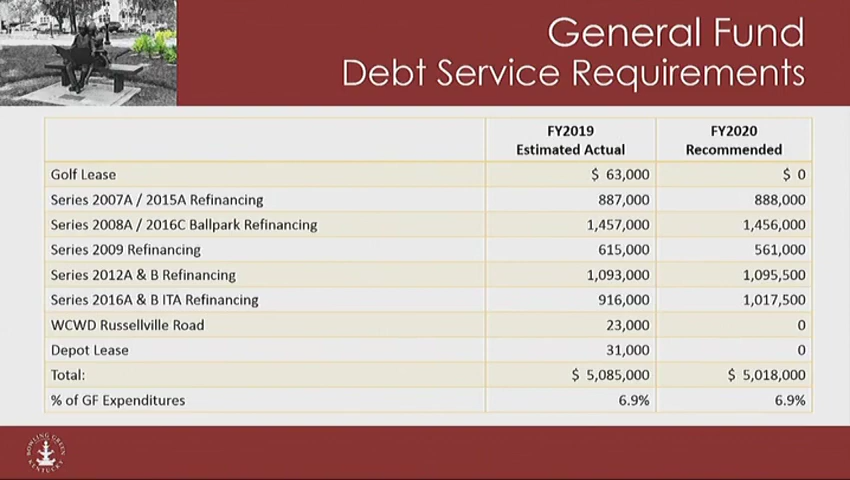 General Fund
Debt Service Requirements
FY2019 FY2020
Estimated Actual Recommended
Golf Lease $ 63,000 $ 0
Series 2007A / 2015A Refinancing 887,000 888,000
Series 2008A / 2016C Ballpark Refinancing 1,457,000 1,456,000
Series 2009 Refinancing 615,000 561,000
Series 2012A & B Refinancing 1,093,000 1,095,500
Series 2016A & B ITA Refinancing 916,000 1,017,500
WCWD Russellville Road 23,000 0
Depot Lease 31,000 0
Total: $ 5,085,000 $ 5,018,000
% of GF Expenditures 6.9% 6.9%
BOWLING GREEN
KENTUCKY